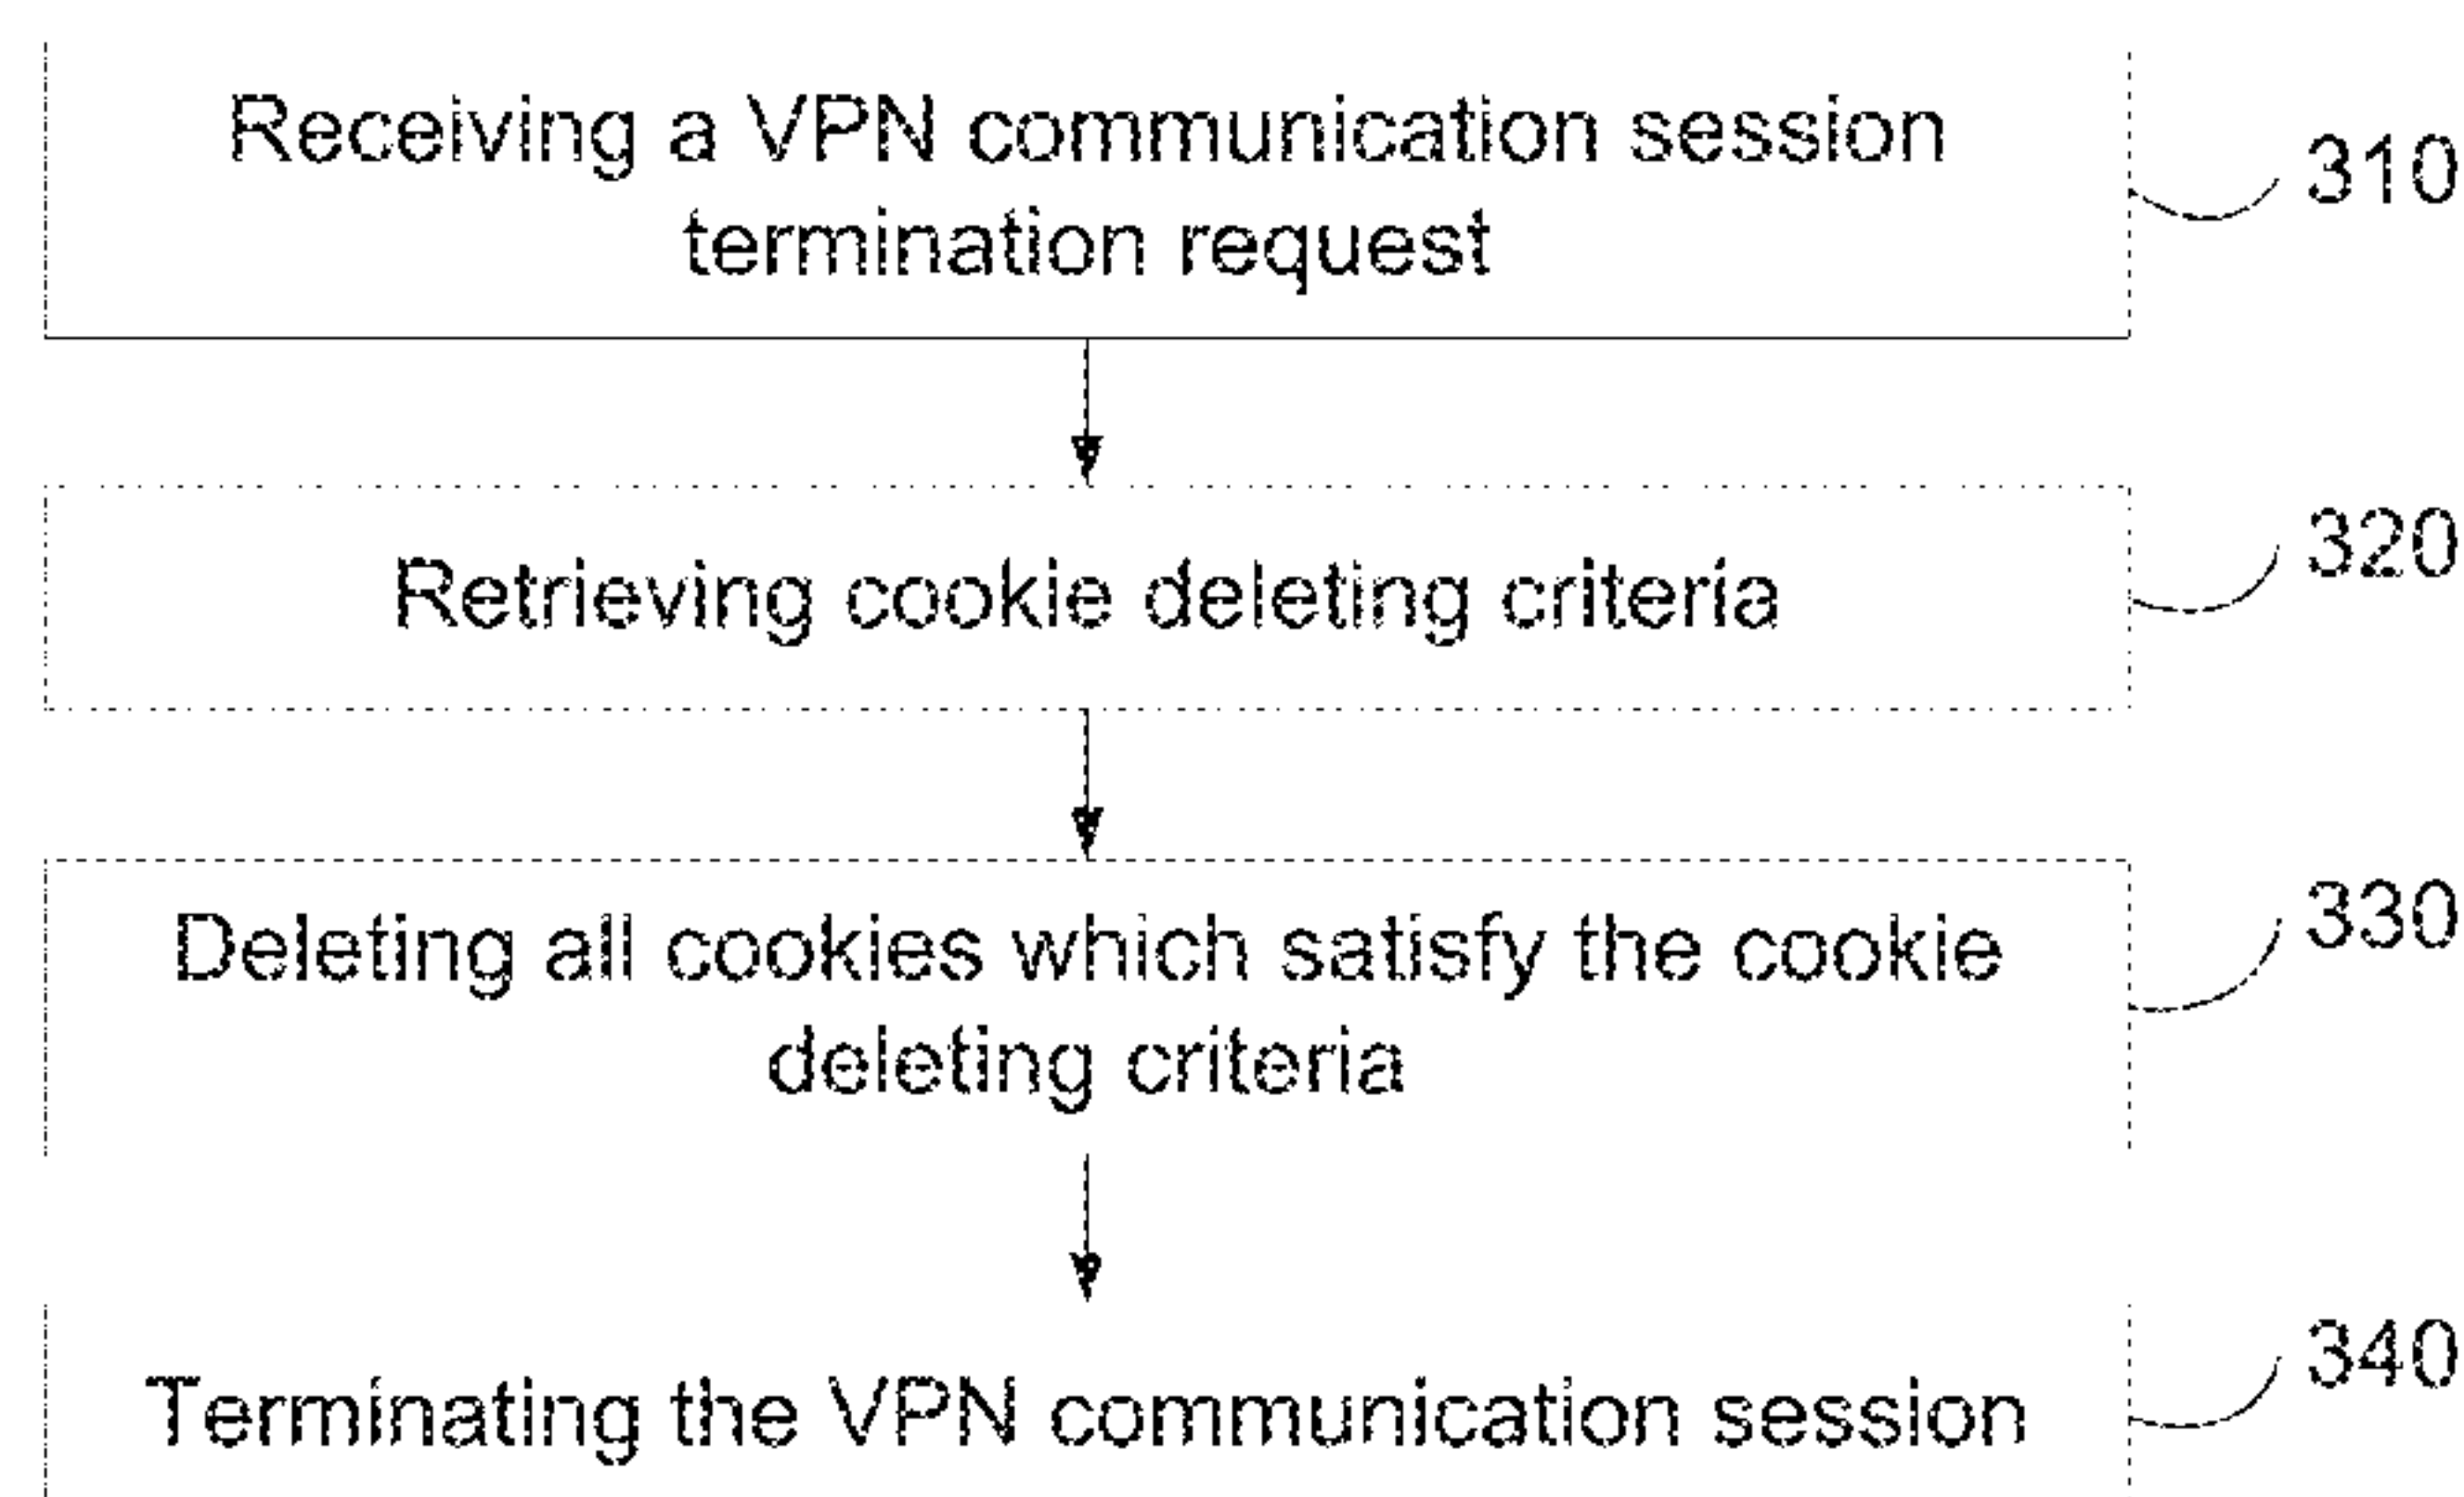 Receiving a VPN communication session
termination request
310
Retrieving cookie deleting criteria
320
Deleting all cookies which satisfy the cookie
deleting criteria
330
Terminating the VPN communication session
340